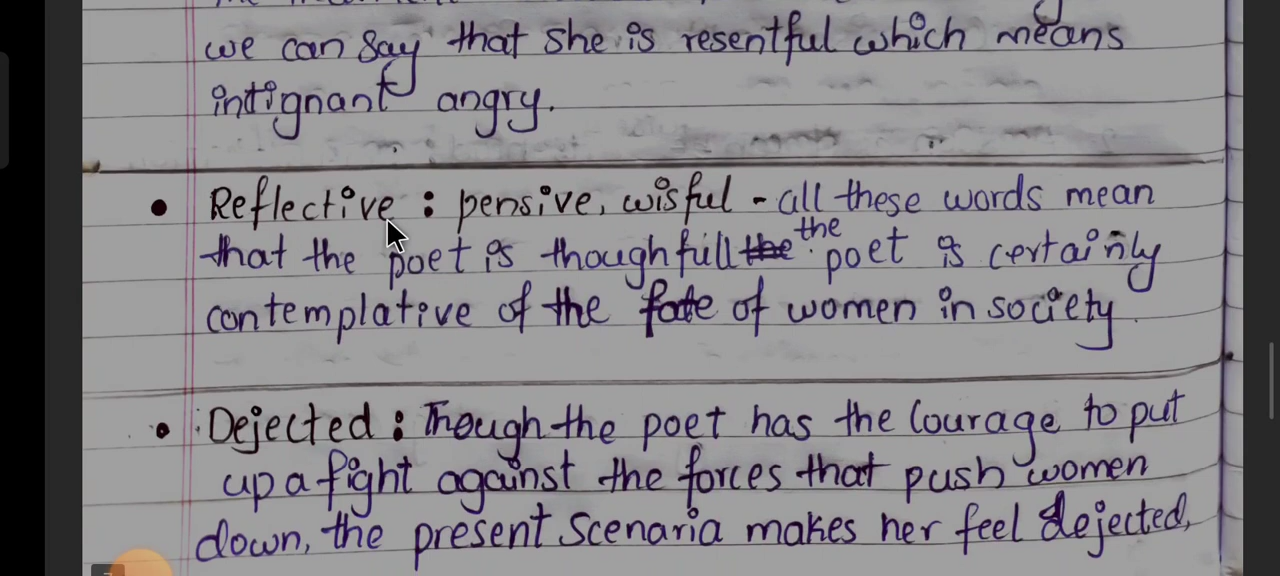 we can say that she is resentful which means
intignant angry.
• Reflective : pensive, wisful - all these words mean
that the poet is thoughfull the poet is certainly
contemplative of the fate of women in society.
• Dejected : Though the poet has the courage to put
up a fight against the forces that push women
down, the present scenaria makes her feel dejected,